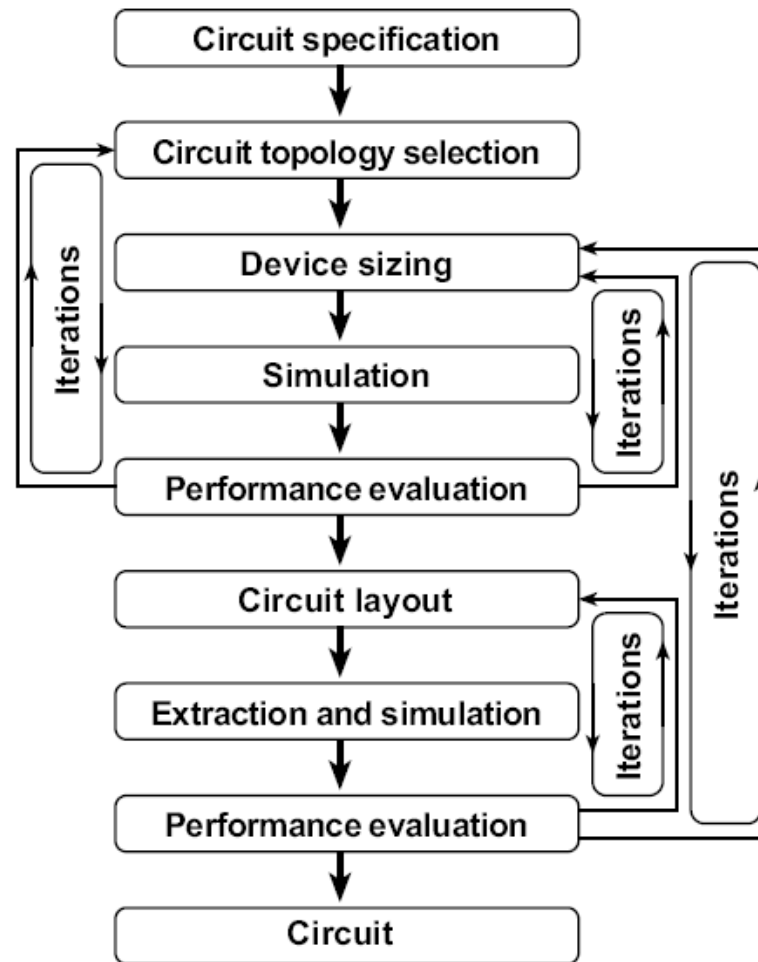 Circuit specification
Circuit topology selection
Device sizing
Simulation
Performance evaluation
Circuit layout
Extraction and simulation
Performance evaluation
Circuit
Iterations
Iterations
Iterations
Iterations